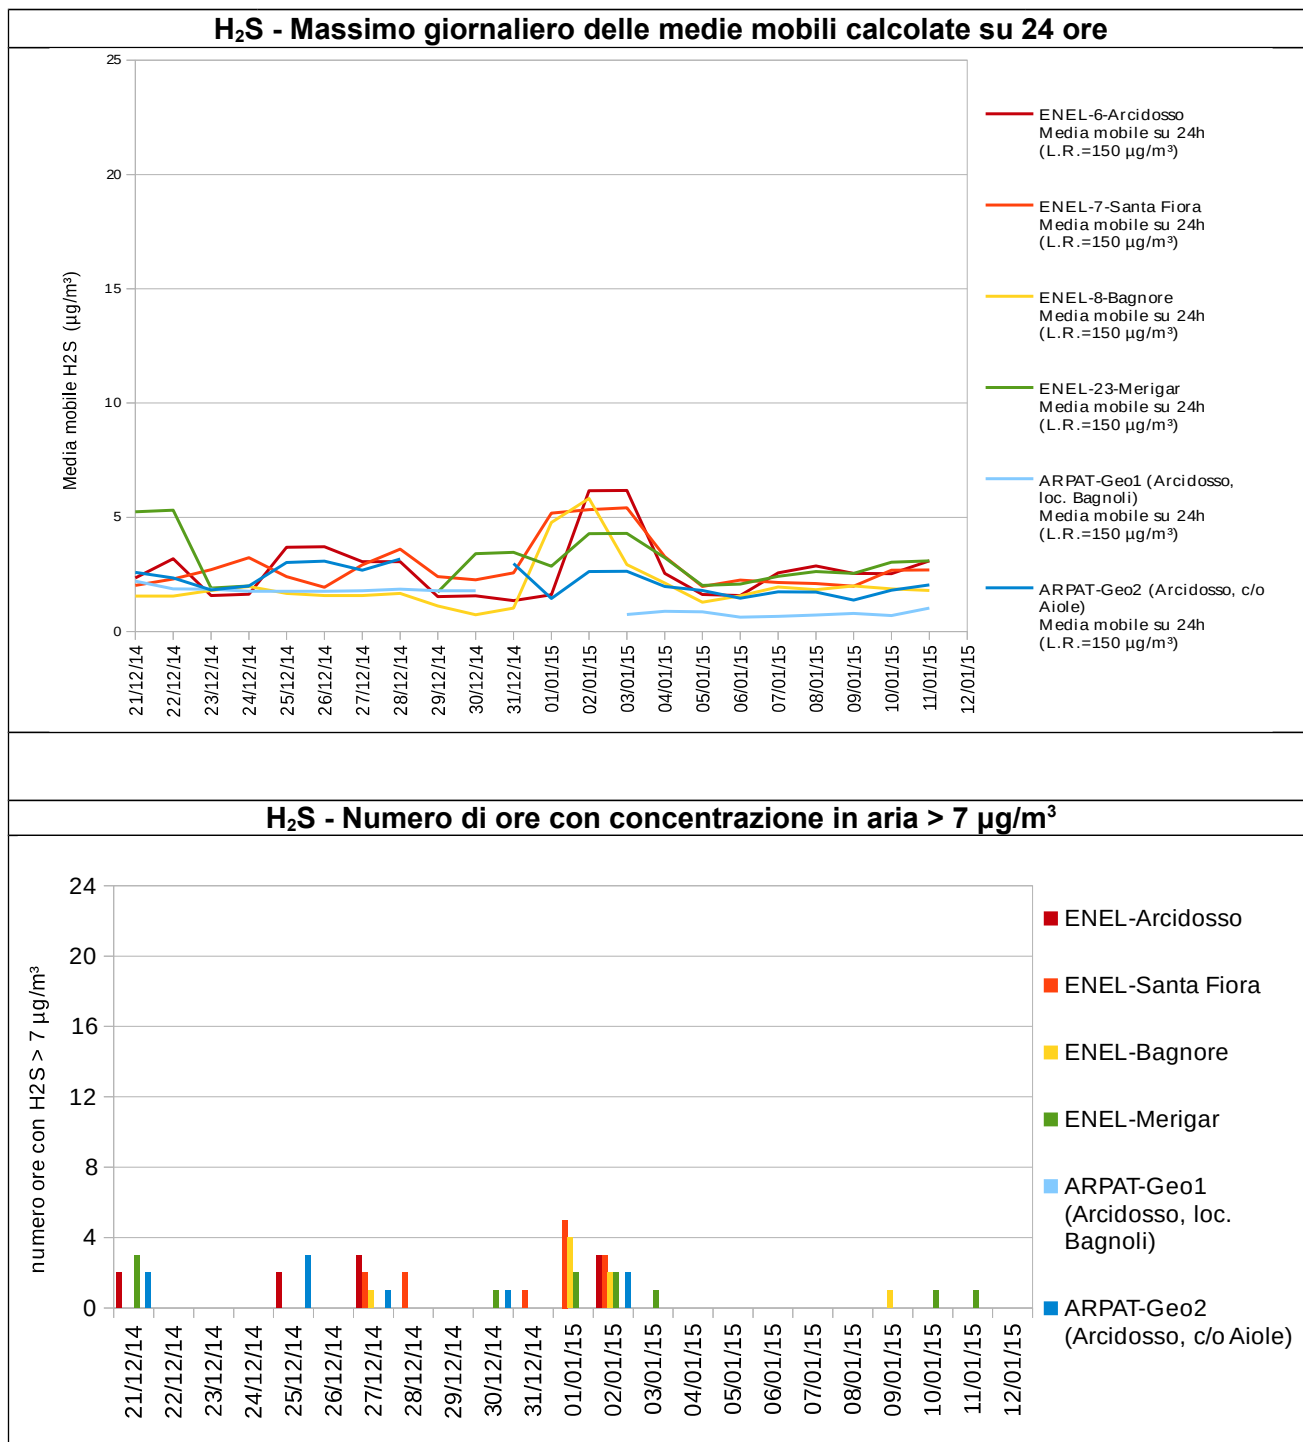 H₂S - Massimo giornaliero delle medie mobili calcolate su 24 ore
25
20
15
10
5
0
Media mobile H2S (µg/m³)
21/12/14
22/12/14
23/12/14
24/12/14
25/12/14
26/12/14
27/12/14
28/12/14
29/12/14
30/12/14
31/12/14
01/01/15
02/01/15
03/01/15
04/01/15
05/01/15
06/01/15
07/01/15
08/01/15
09/01/15
10/01/15
11/01/15
12/01/15
ENEL-6-Arcidosso
Media mobile su 24h
(L.R.=150 µg/m³)
ENEL-7-Santa Fiora
Media mobile su 24h
(L.R.=150 µg/m³)
ENEL-8-Bagnore
Media mobile su 24h
(L.R.=150 µg/m³)
ENEL-23-Merigar
Media mobile su 24h
(L.R.=150 µg/m³)
ARPAT-Geo1 (Arcidosso,
loc. Bagnoli)
Media mobile su 24h
(L.R.=150 µg/m³)
ARPAT-Geo2 (Arcidosso, c/o
Aiole)
Media mobile su 24h
(L.R.=150 µg/m³)
H₂S - Numero di ore con concentrazione in aria > 7 µg/m³
24
20
16
12
8
4
0
numero ore con H2S > 7 µg/m³
21/12/14
22/12/14
23/12/14
24/12/14
25/12/14
26/12/14
27/12/14
28/12/14
29/12/14
30/12/14
31/12/14
01/01/15
02/01/15
03/01/15
04/01/15
05/01/15
06/01/15
07/01/15
08/01/15
09/01/15
10/01/15
11/01/15
12/01/15
ENEL-Arcidosso
ENEL-Santa Fiora
ENEL-Bagnore
ENEL-Merigar
ARPAT-Geo1
(Arcidosso, loc.
Bagnoli)
ARPAT-Geo2
(Arcidosso, c/o Aiole)